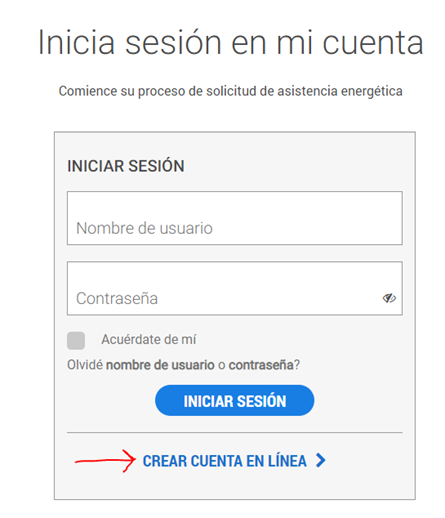 Inicia sesión en mi cuenta
Comience su proceso de solicitud de asistencia energética
INICIAR SESIÓN
Nombre de usuario
Contraseña
Acuérdate de mí
Olvidé nombre de usuario o contraseña?
INICIAR SESIÓN
CREAR CUENTA EN LÍNEA